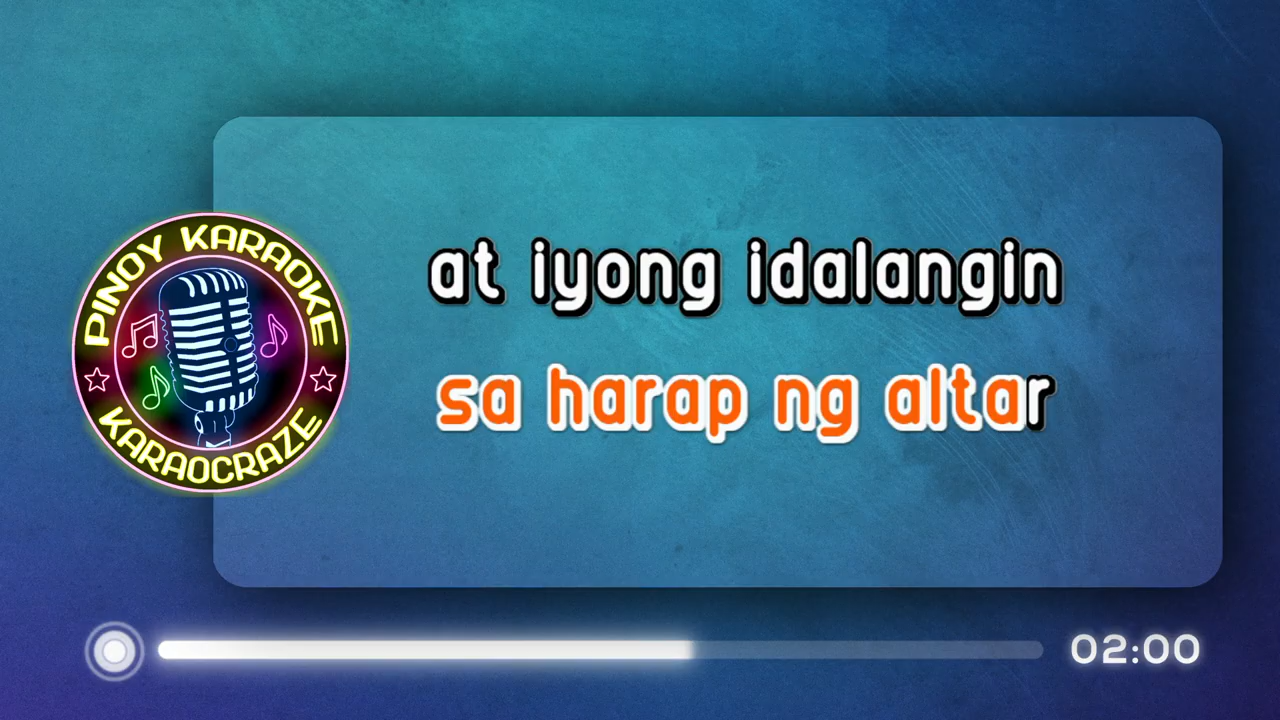 PINOY KARAOKE
KARAOCRAZE
at iyong idalangin
sa harap ng altar
02:00